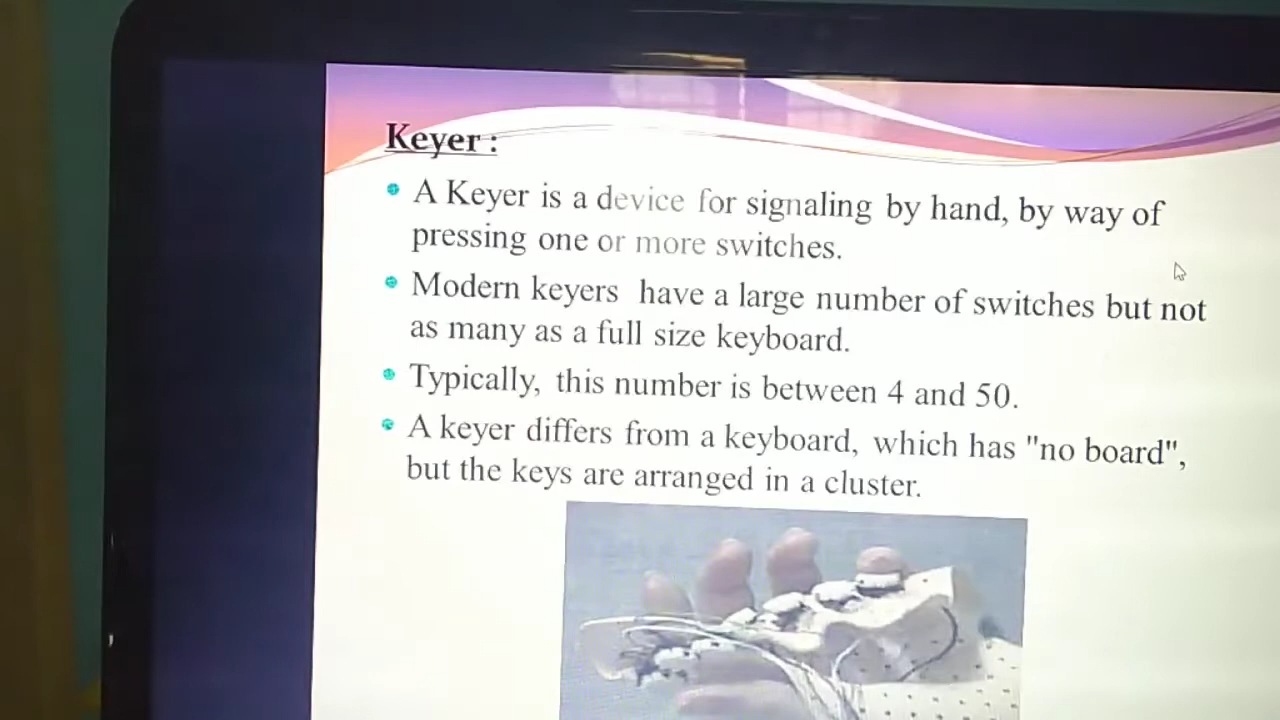 Keyer :
A Keyer is a device for signaling by hand, by way of
pressing one or more switches.
Modern keyers have a large number of switches but not
as many as a full size keyboard.
Typically, this number is between 4 and 50.
A keyer differs from a keyboard, which has "no board",
but the keys are arranged in a cluster.